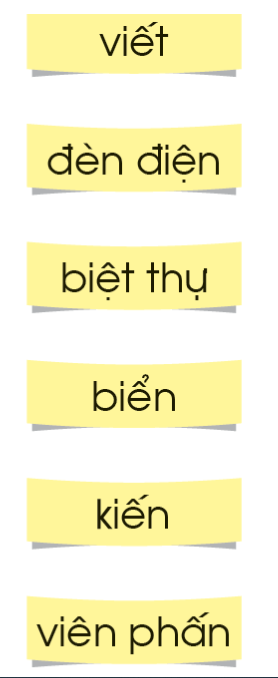 viết
đèn điện
biệt thự
biển
kiến
viên phấn